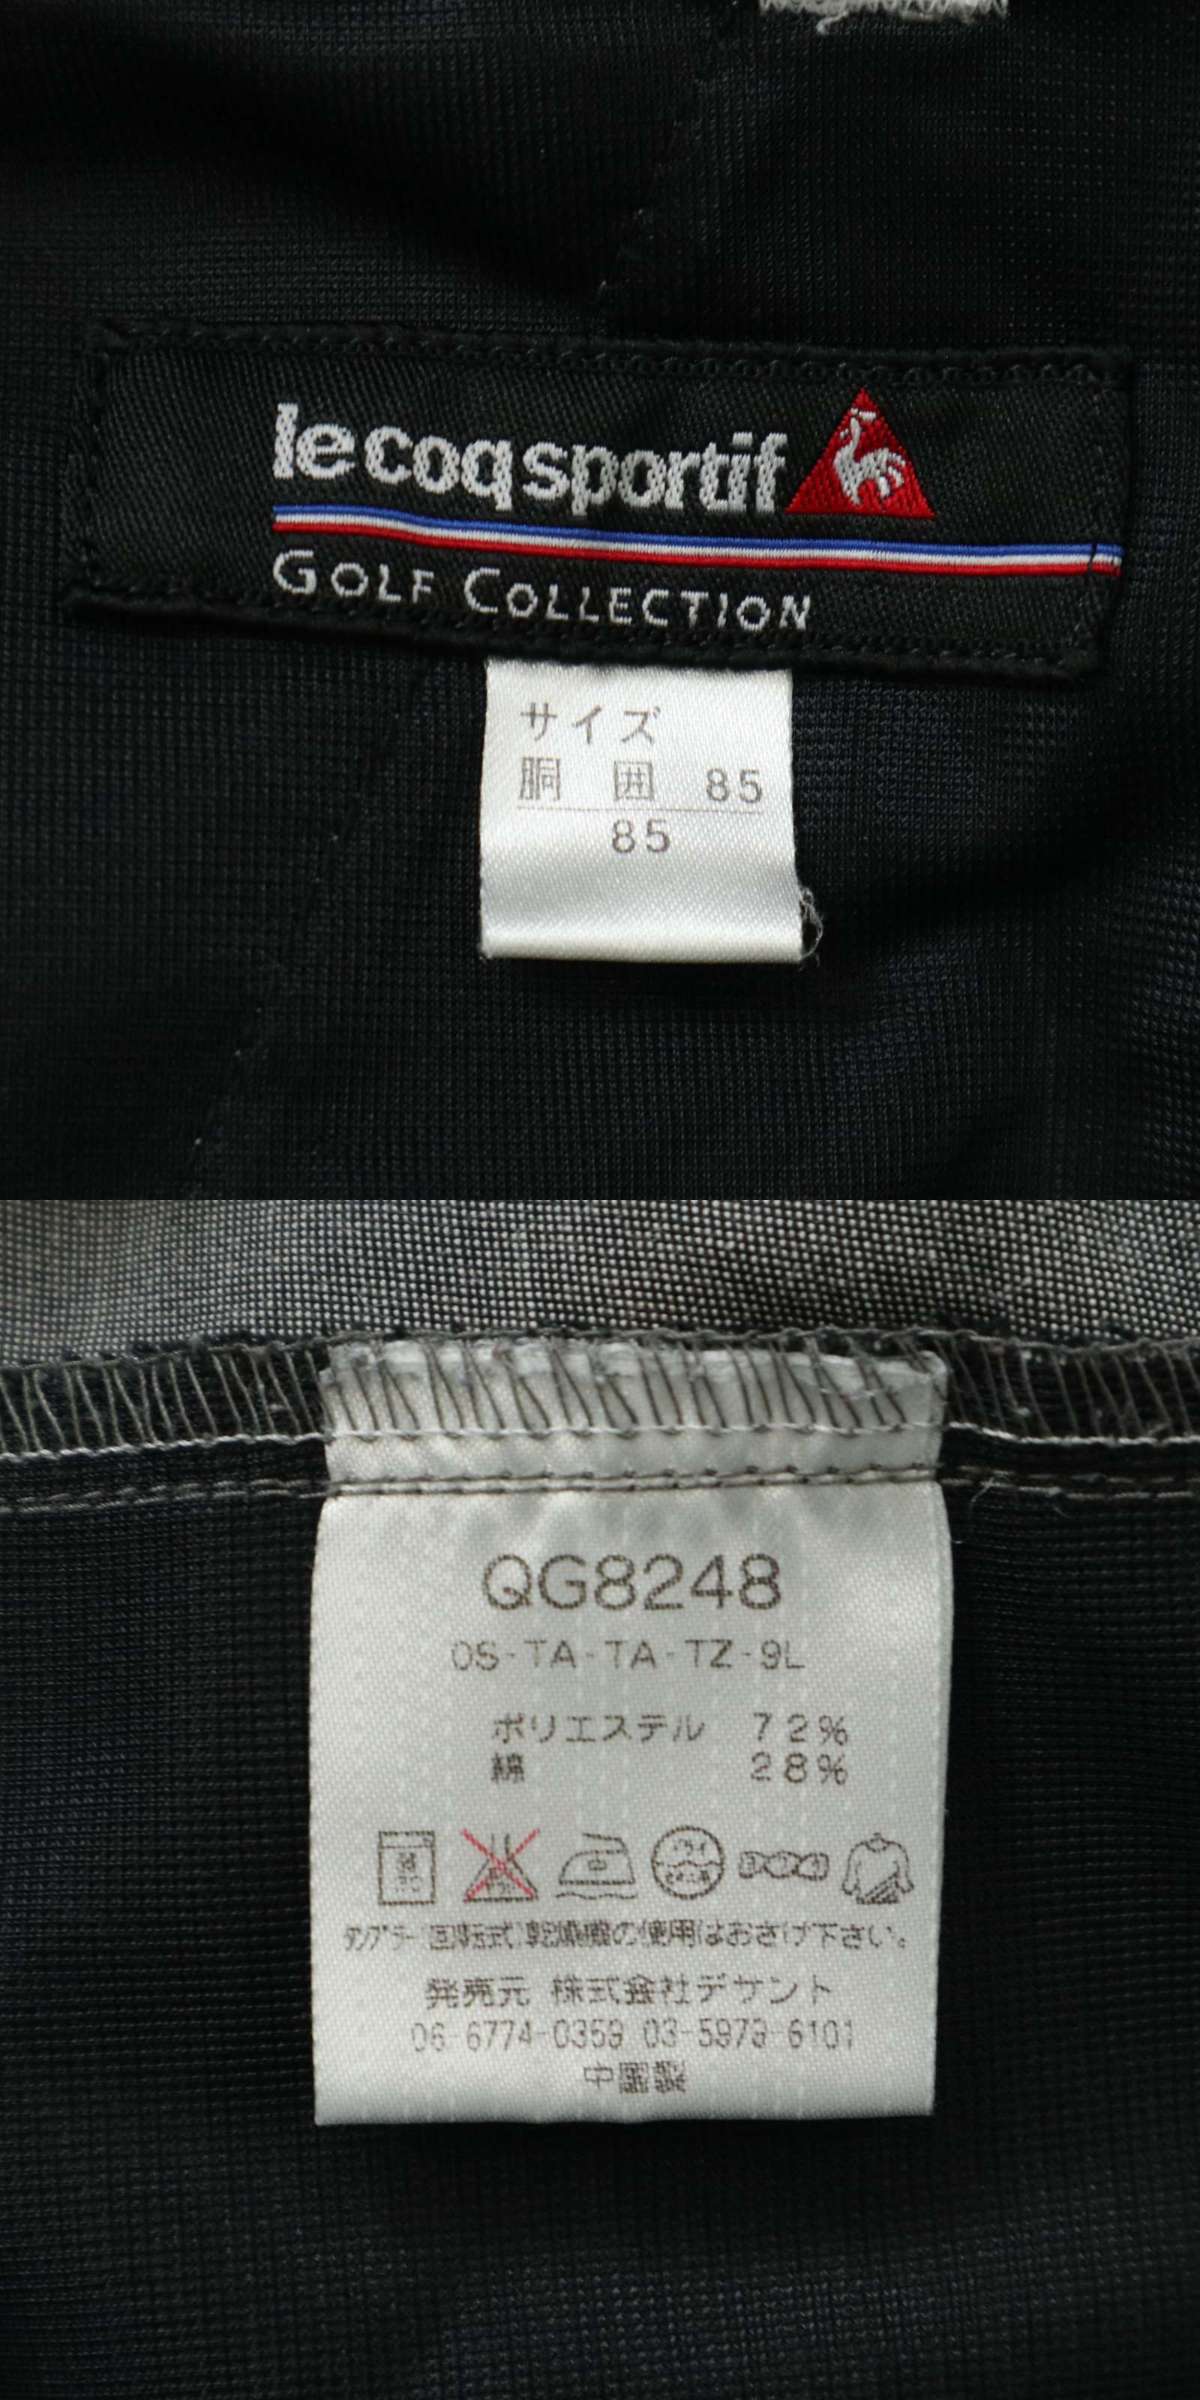 le coq sportif
GOLF COLLECTION
サイズ
胴 囲 85
85
QG8248
OS-TA-TA-TZ-9L
ポリエステル 72%
綿 28%
タンブラー(回転式)乾燥機の使用はおさけ下さい。
発売元 株式会社デサント
06-6774-0359 03-5979-6101
中国製